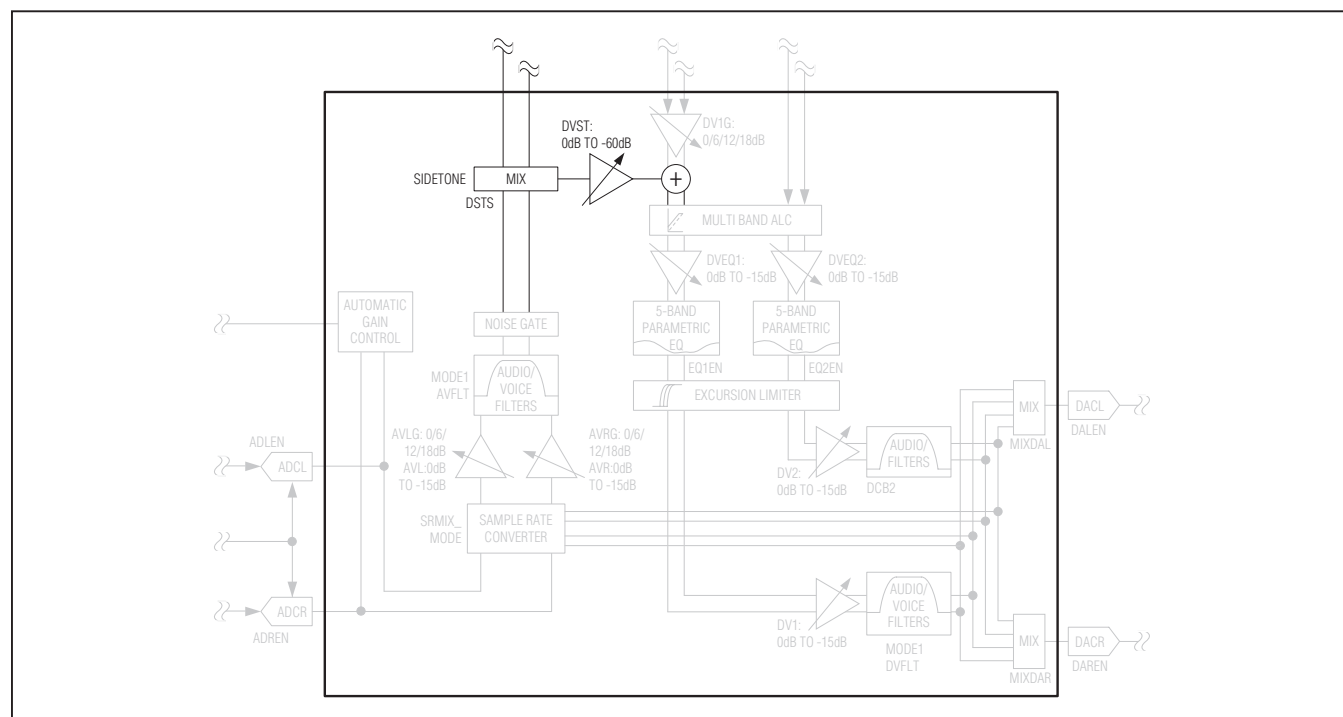 DVST:
0dB TO -60dB
DV1G:
0/6/12/18dB
SIDETONE
MIX
+
DSTS
MULTI BAND ALC
DVEQ1:
0dB TO -15dB
DVEQ2:
0dB TO -15dB
AUTOMATIC
GAIN
CONTROL
NOISE GATE
5-BAND
PARAMETRIC
EQ
5-BAND
PARAMETRIC
EQ
EQ1EN
EQ2EN
MODE1
AVFLT
AUDIO/
VOICE
FILTERS
EXCURSION LIMITER
MIX
DACL
DALEN
MIXDAL
AVLG: 0/6/
12/18dB
AVL:0dB
TO -15dB
AVRG: 0/6/
12/18dB
AVR:0dB
TO -15dB
ADLEN
ADCL
DV2:
0dB TO -15dB
AUDIO/
FILTERS
DCB2
SRMIX_
MODE
SAMPLE RATE
CONVERTER
ADCR
ADREN
DV1:
0dB TO -15dB
AUDIO/
VOICE
FILTERS
MODE1
DVFLT
MIX
MIXDAR
DACR
DAREN